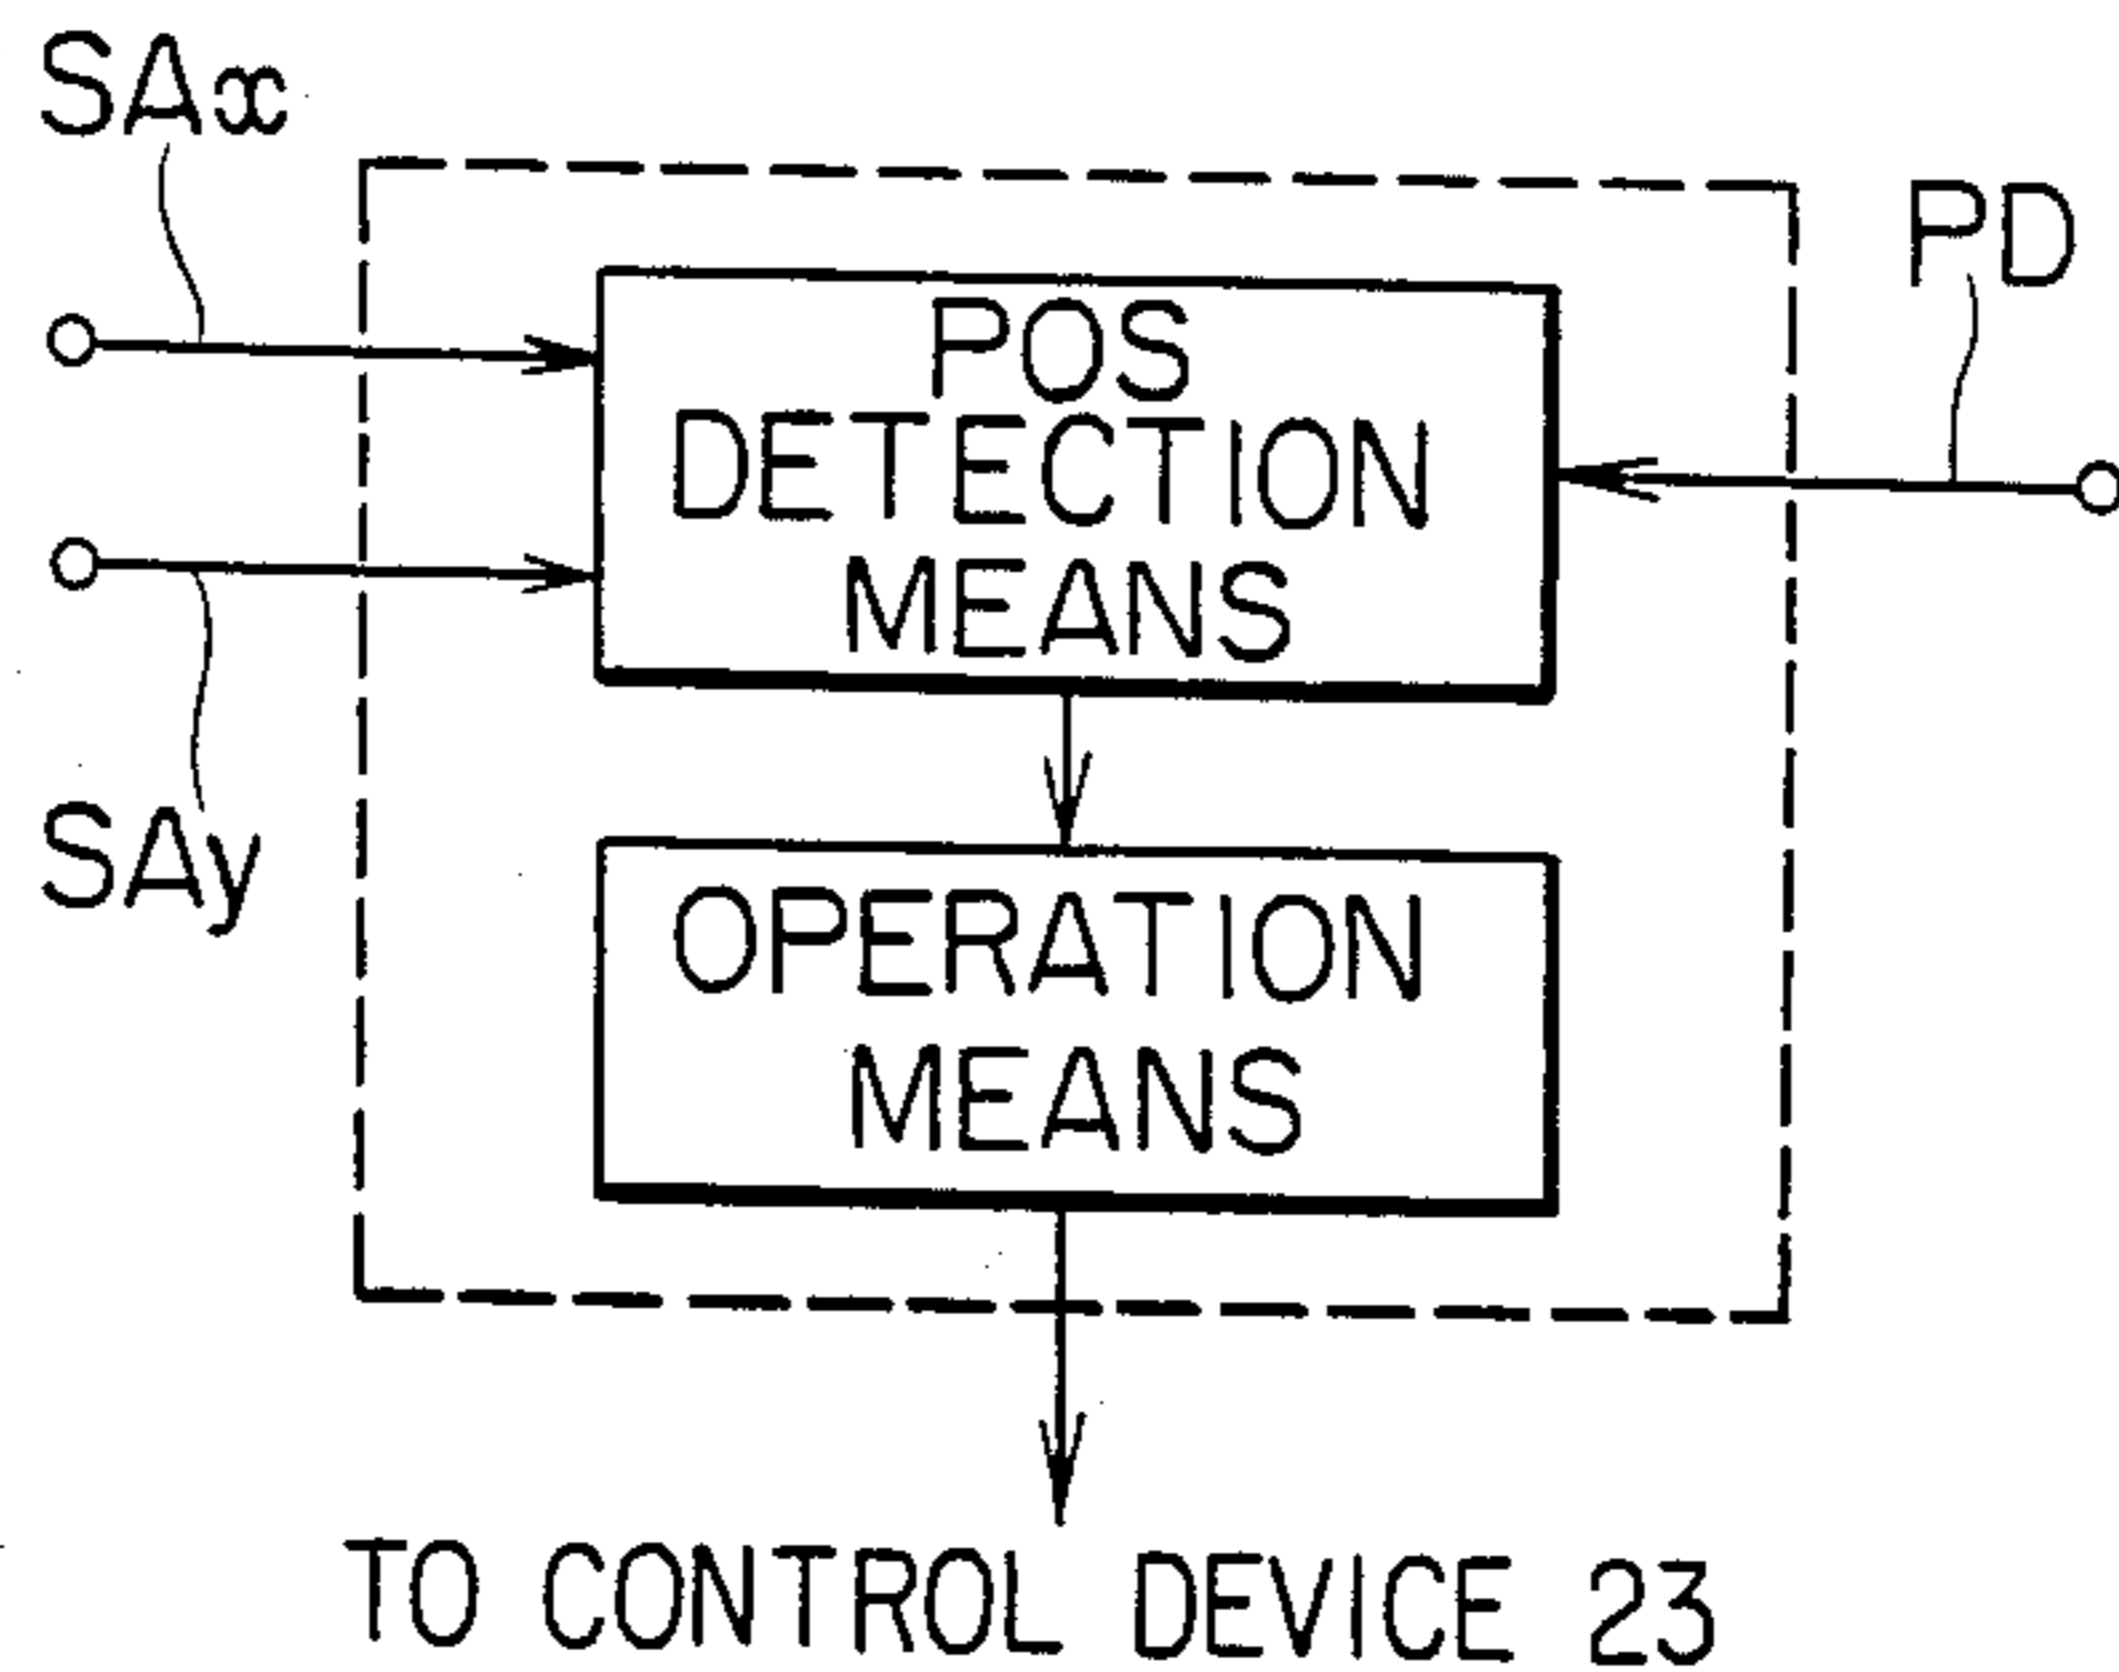 SAx
PD
POS
DETECTION
MEANS
SAy
OPERATION
MEANS
TO CONTROL DEVICE 23